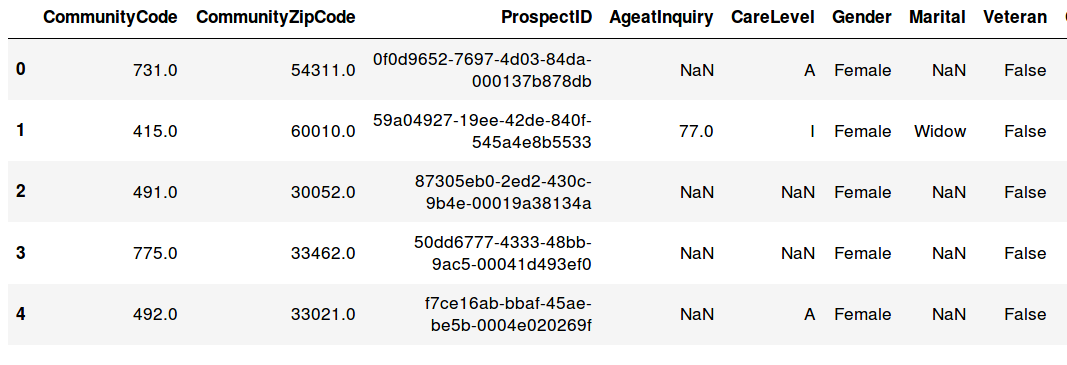 CommunityCode CommunityZipCode ProspectID AgeatInquiry CareLevel Gender Marital Veteran
0 731.0 54311.0 0f0d9652-7697-4d03-84da-000137b878db NaN A Female NaN False
1 415.0 60010.0 59a04927-19ee-42de-840f-545a4e8b5533 77.0 I Female Widow False
2 491.0 30052.0 87305eb0-2ed2-430c-9b4e-00019a38134a NaN NaN Female NaN False
3 775.0 33462.0 50dd6777-4333-48bb-9ac5-00041d493ef0 NaN NaN Female NaN False
4 492.0 33021.0 f7ce16ab-bbaf-45ae-be5b-0004e020269f NaN A Female NaN False